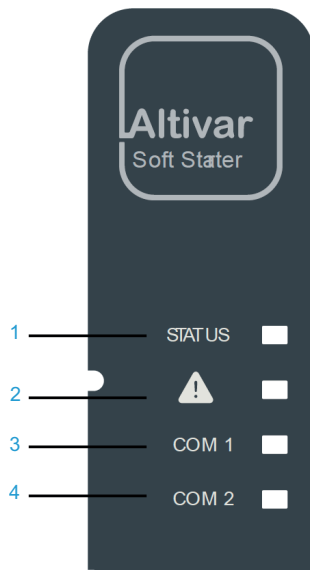 Altivar
Soft Stater
1 STATUS
2
3 COM 1
4 COM 2